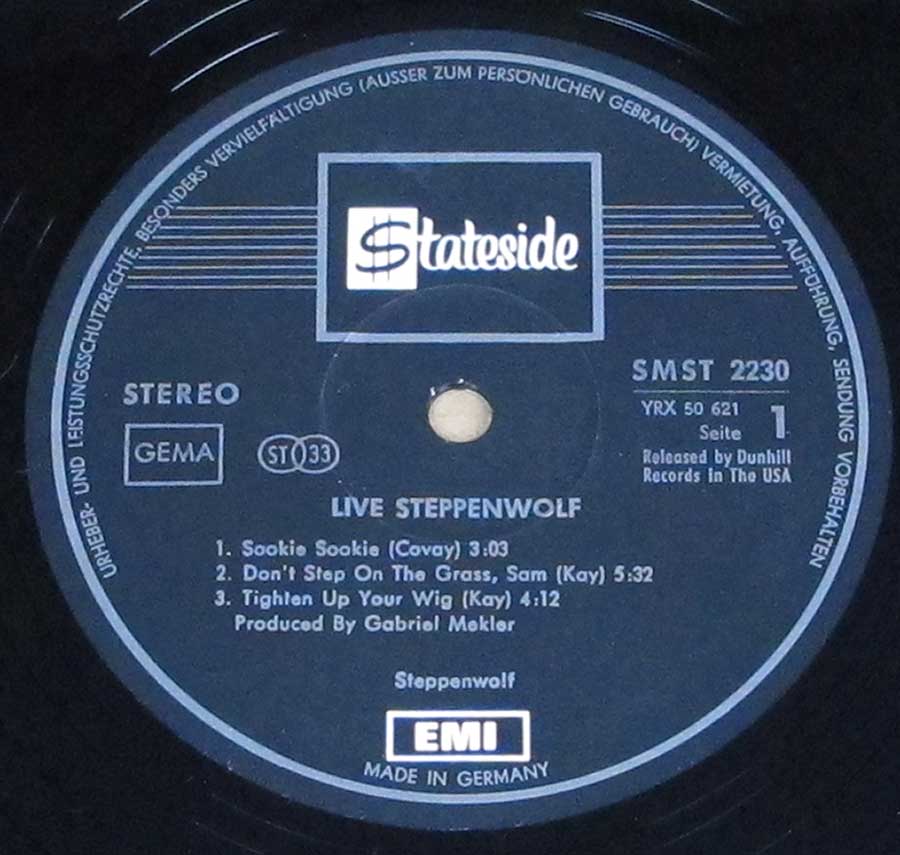 URHEBER- UND LEISTUNGSSCHUTZRECHTE, BESONDERS VERVIELFÄLTIGUNG (AUSSER ZUM PERSÖNLICHEN GEBRAUCH) VERMIETUNG, AUFFÜHRUNG, SENDUNG VORBEHALTEN
$tateside
STEREO
SMST 2230
GEMA
ST 33
YRX 50 621
Seite 1
Released by Dunhill
Records in The USA
LIVE STEPPENWOLF
1. Sookie Sookie (Covay) 3:03
2. Don't Step On The Grass, Sam (Kay) 5:32
3. Tighten Up Your Wig (Kay) 4:12
Produced By Gabriel Mekler
Steppenwolf
EMI
MADE IN GERMANY